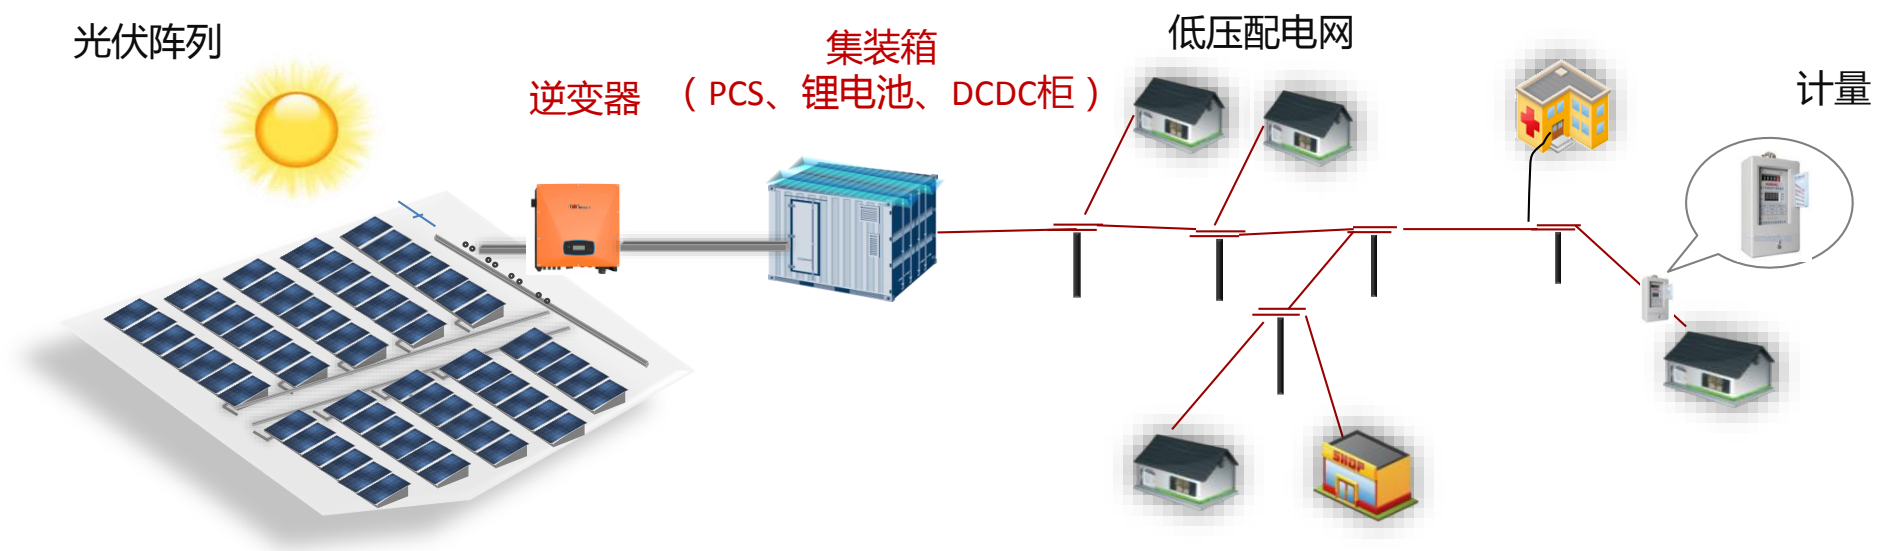 光伏阵列
逆变器
集装箱
（PCS、锂电池、DCDC柜）
低压配电网
计量
SHOP